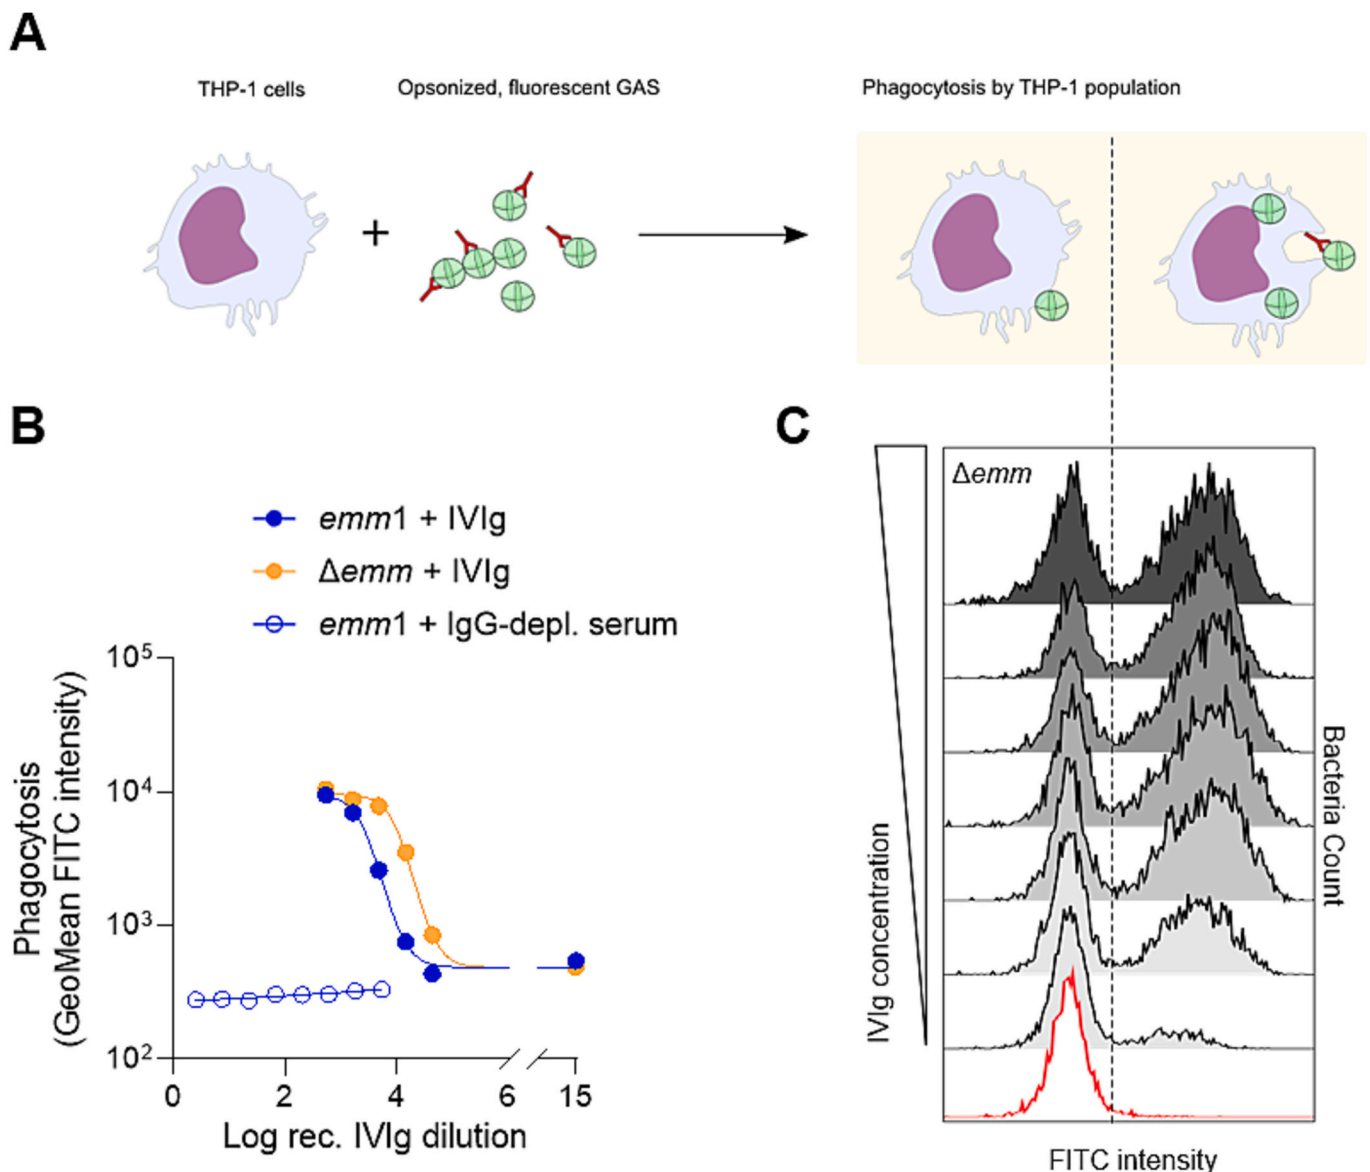 A
THP-1 cells
Opsonized, fluorescent GAS
Phagocytosis by THP-1 population
B
emm1 + IVIg
Δemm + IVIg
emm1 + IgG-depl. serum
Phagocytosis
(GeoMean FITC intensity)
10⁵
10⁴
10³
10²
0 2 4 6 15
Log rec. IVIg dilution
C
Δemm
IVIg concentration
Bacteria Count
FITC intensity